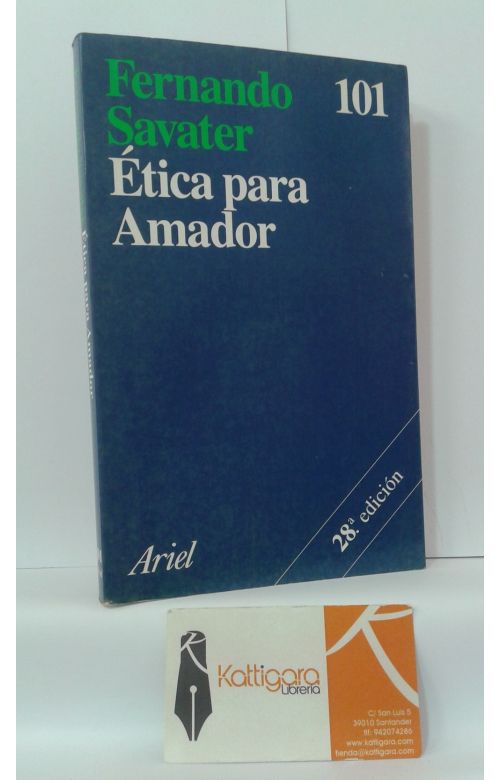 Fernando
Savater
101
Ética para
Amador
Ética para Amador
28.ª edición
Ariel
Kattigara
Librería
C/ San Luis 5
39010 Santander
tlf: 942074286
www.kattigara.com
tienda@kattigara.com